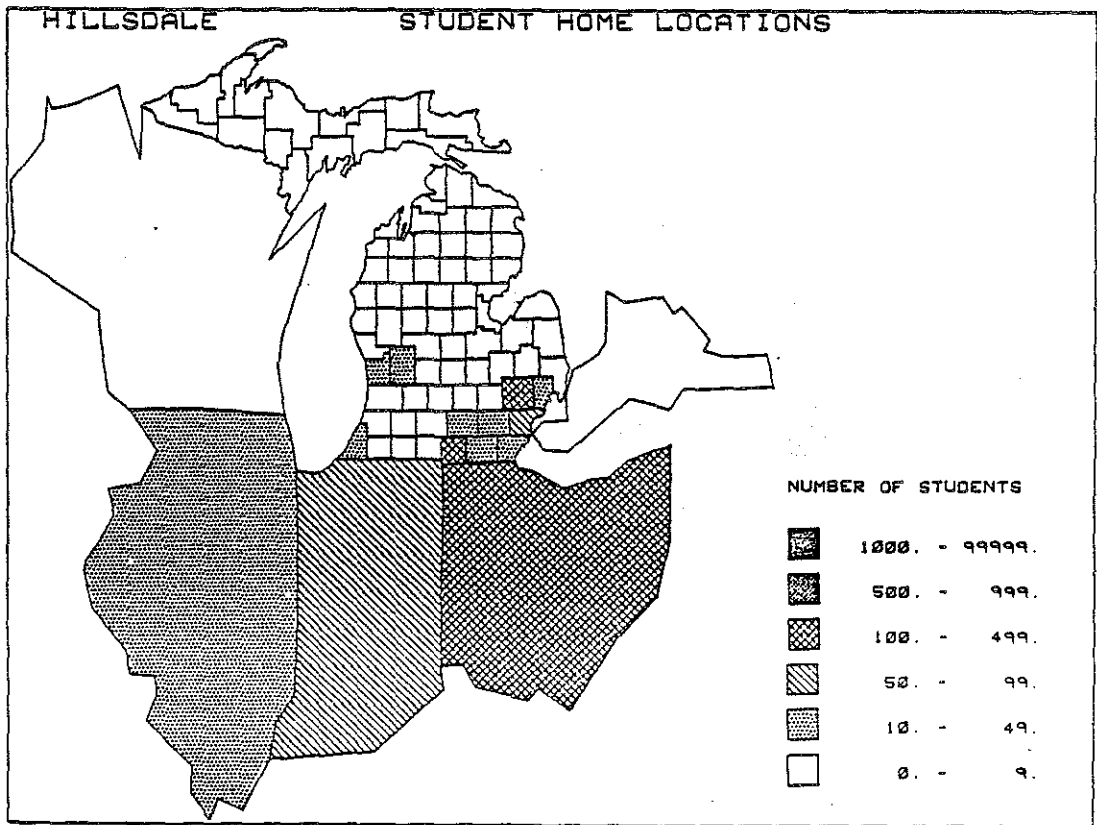 HILLSDALE STUDENT HOME LOCATIONS
NUMBER OF STUDENTS
1000. - 99999.
500. - 999.
100. - 499.
50. - 99.
10. - 49.
0. - 9.